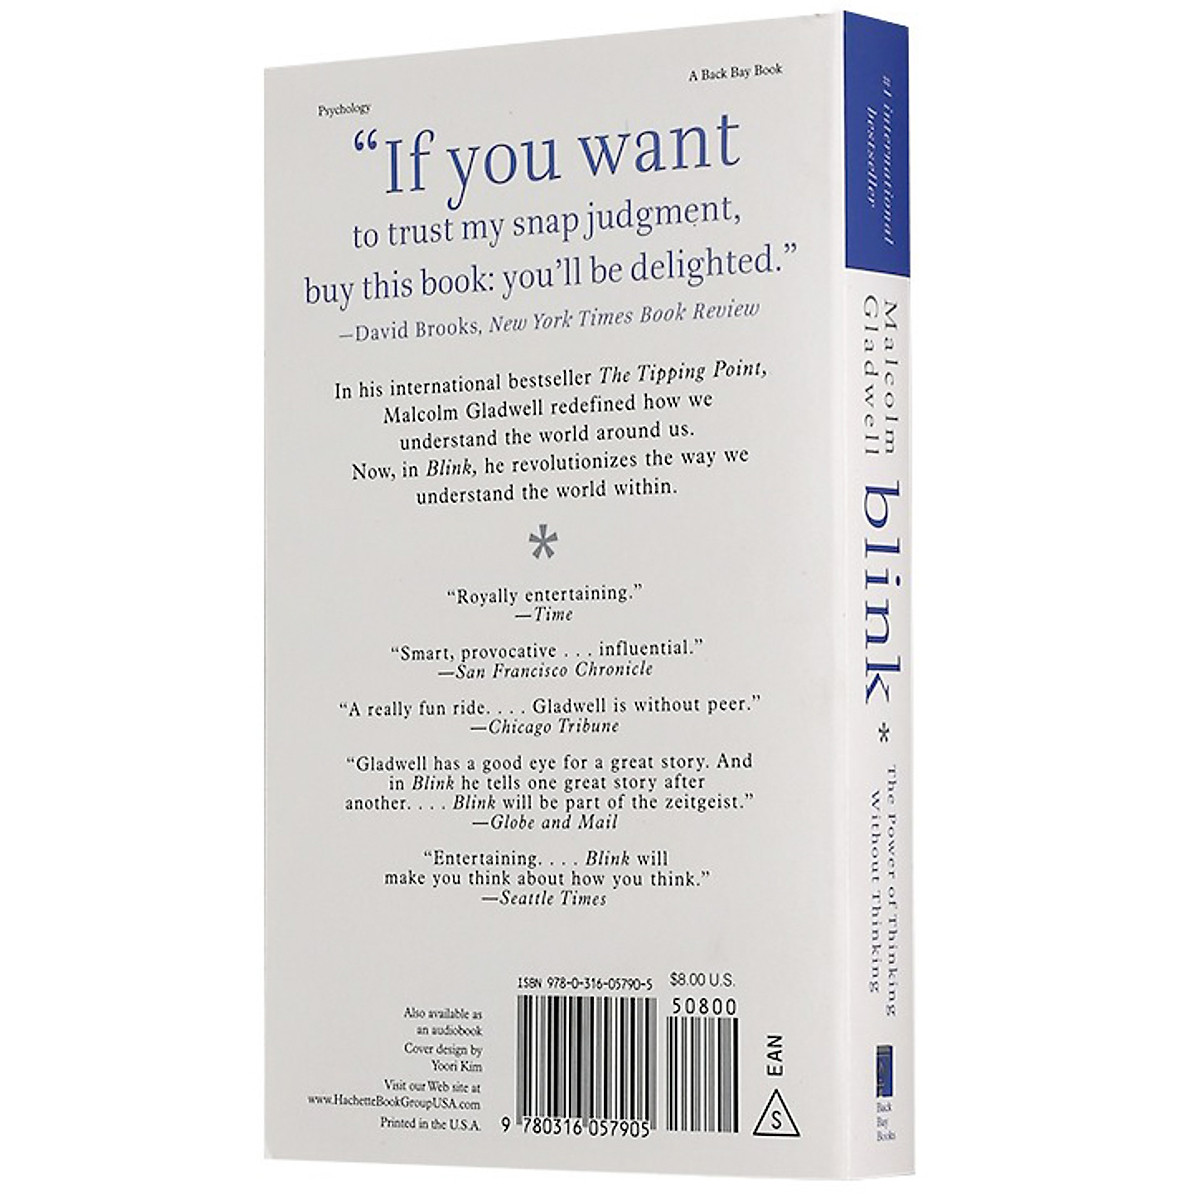 Psychology
A Back Bay Book
“If you want
to trust my snap judgment,
buy this book: you’ll be delighted.”
—David Brooks, New York Times Book Review
In his international bestseller The Tipping Point,
Malcolm Gladwell redefined how we
understand the world around us.
Now, in Blink, he revolutionizes the way we
understand the world within.
*
“Royally entertaining.”
—Time
“Smart, provocative . . . influential.”
—San Francisco Chronicle
“A really fun ride. . . . Gladwell is without peer.”
—Chicago Tribune
“Gladwell has a good eye for a great story. And
in Blink he tells one great story after
another. . . . Blink will be part of the zeitgeist.”
—Globe and Mail
“Entertaining. . . . Blink will
make you think about how you think.”
—Seattle Times
Also available as
an audiobook
Cover design by
Yoori Kim
Visit our Web site at
www.HachetteBookGroupUSA.com
Printed in the U.S.A.
ISBN 978-0-316-05790-5
$8.00 U.S.
50800
9 780316 057905
EAN
S
#1 international
bestseller
Malcolm
Gladwell
blink
*
The Power of Thinking
Without Thinking
Back
Bay
Books